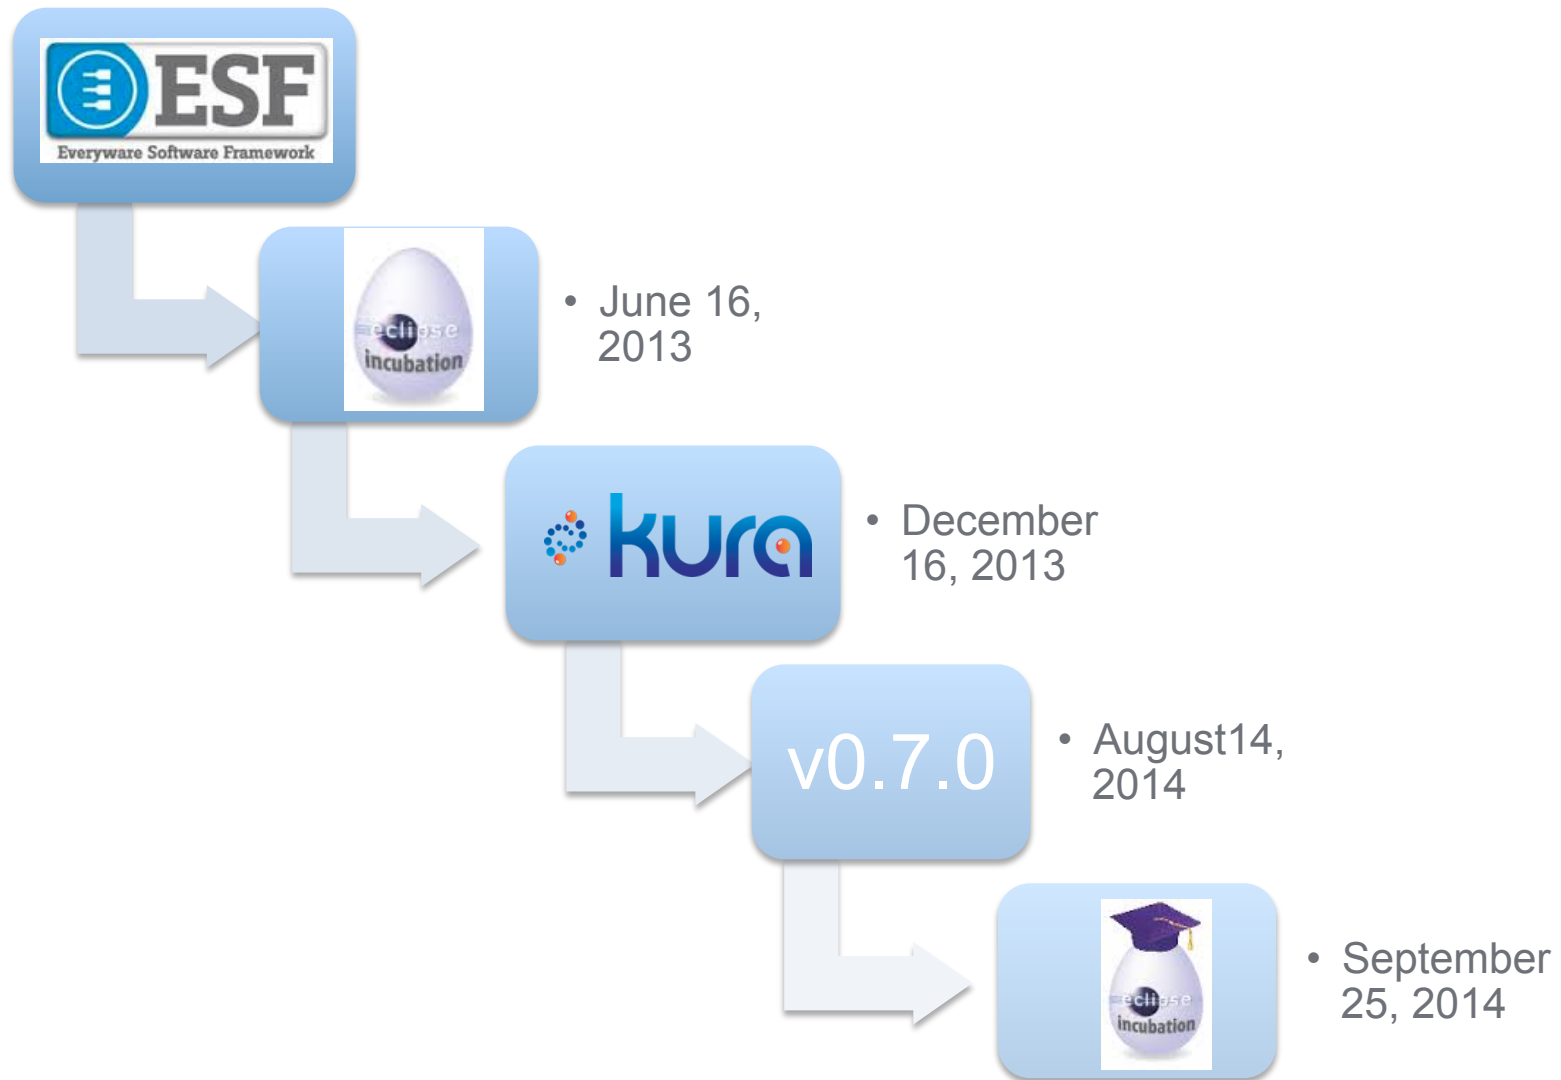 ESF
Everyware Software Framework
eclipse
incubation
• June 16,
2013
kura
• December
16, 2013
v0.7.0
• August14,
2014
eclipse
incubation
• September
25, 2014